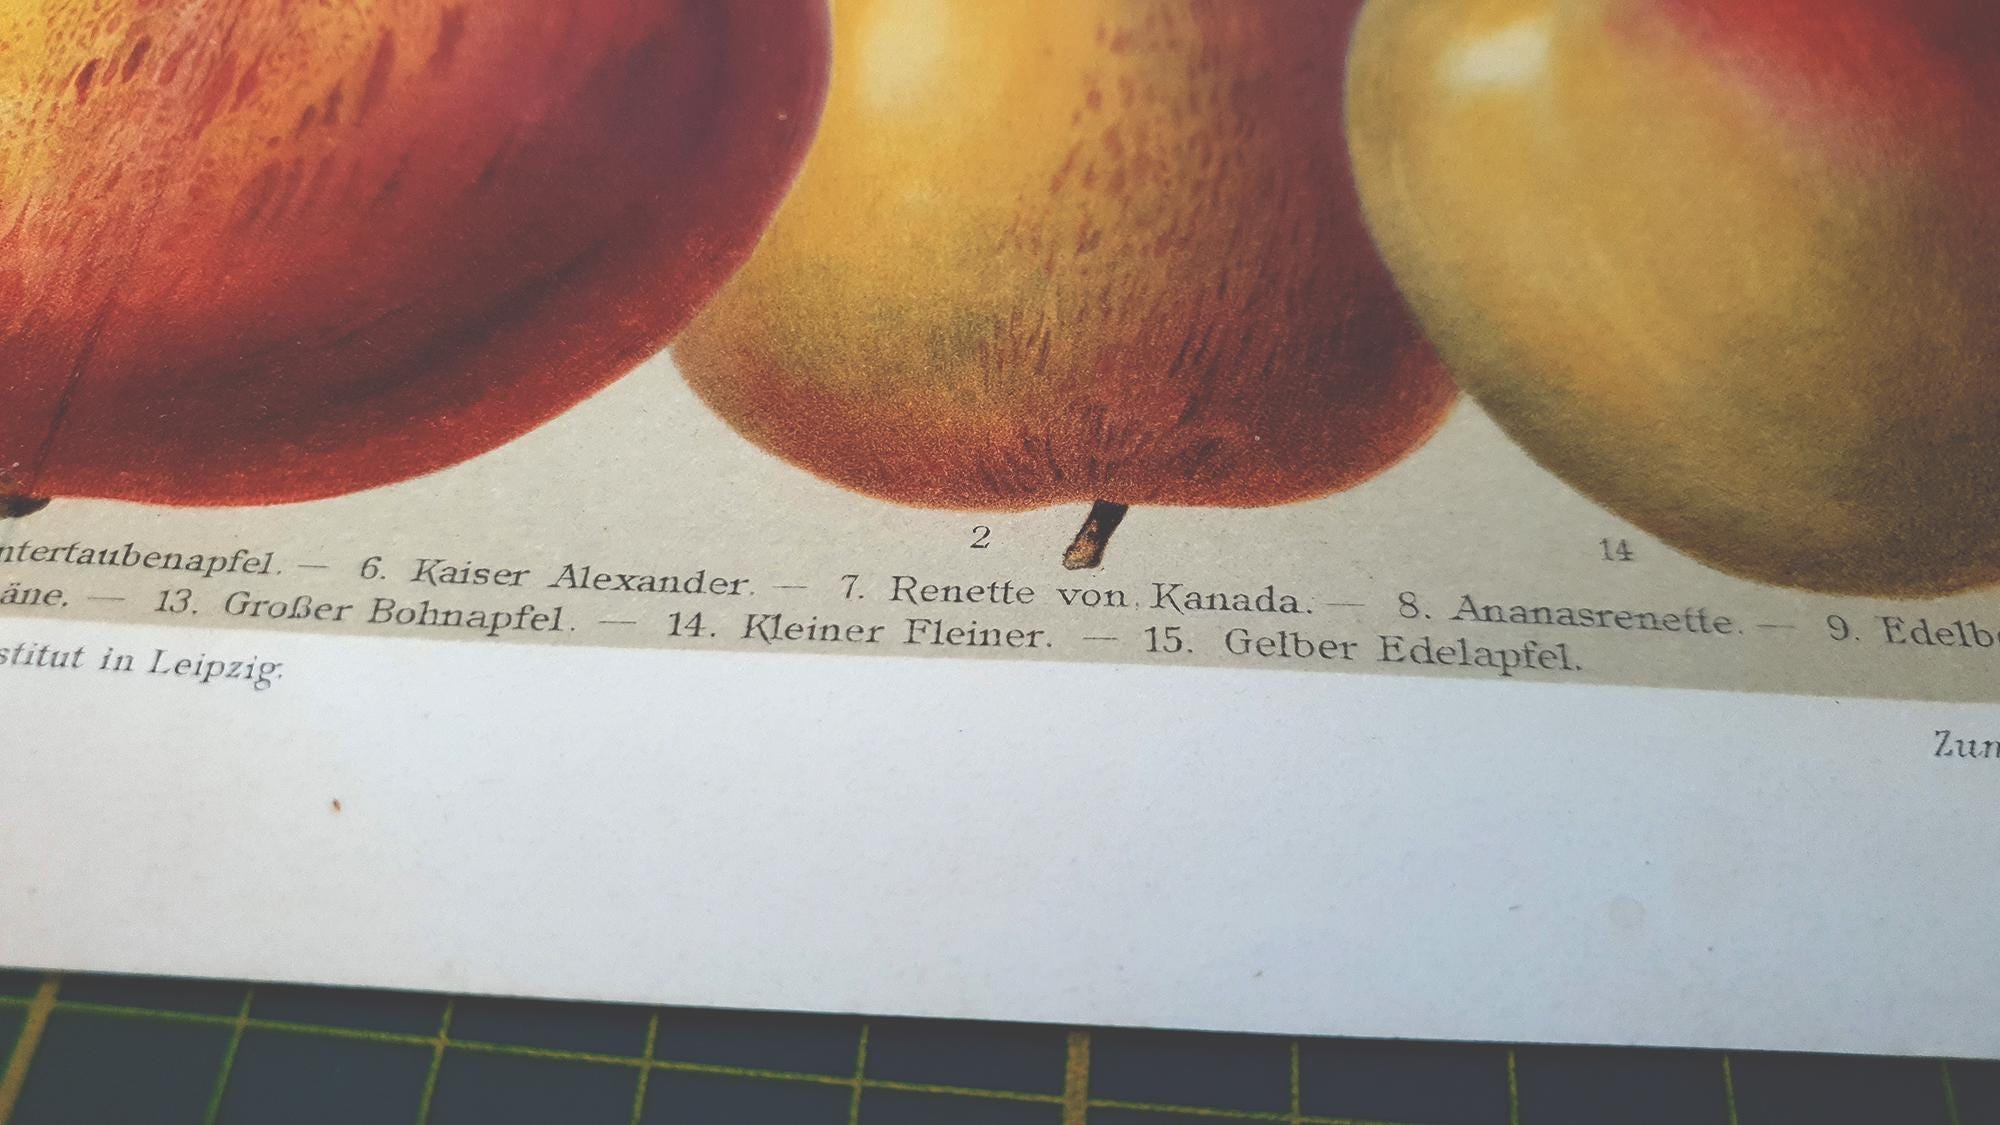 2
14
ntertaubenapfel. — 6. Kaiser Alexander. — 7. Renette von Kanada. — 8. Ananasrenette. — 9. Edelb
äne. — 13. Großer Bohnapfel. — 14. Kleiner Fleiner. — 15. Gelber Edelapfel.
stitut in Leipzig.
Zum